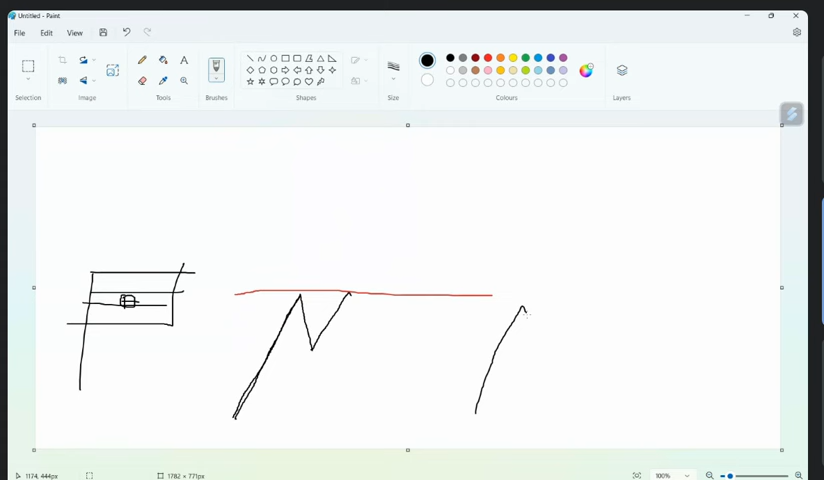 Untitled - Paint
File Edit View
Selection Image Tools Brushes Shapes Size Colours Layers
1174, 444px 1782 × 771px 100%